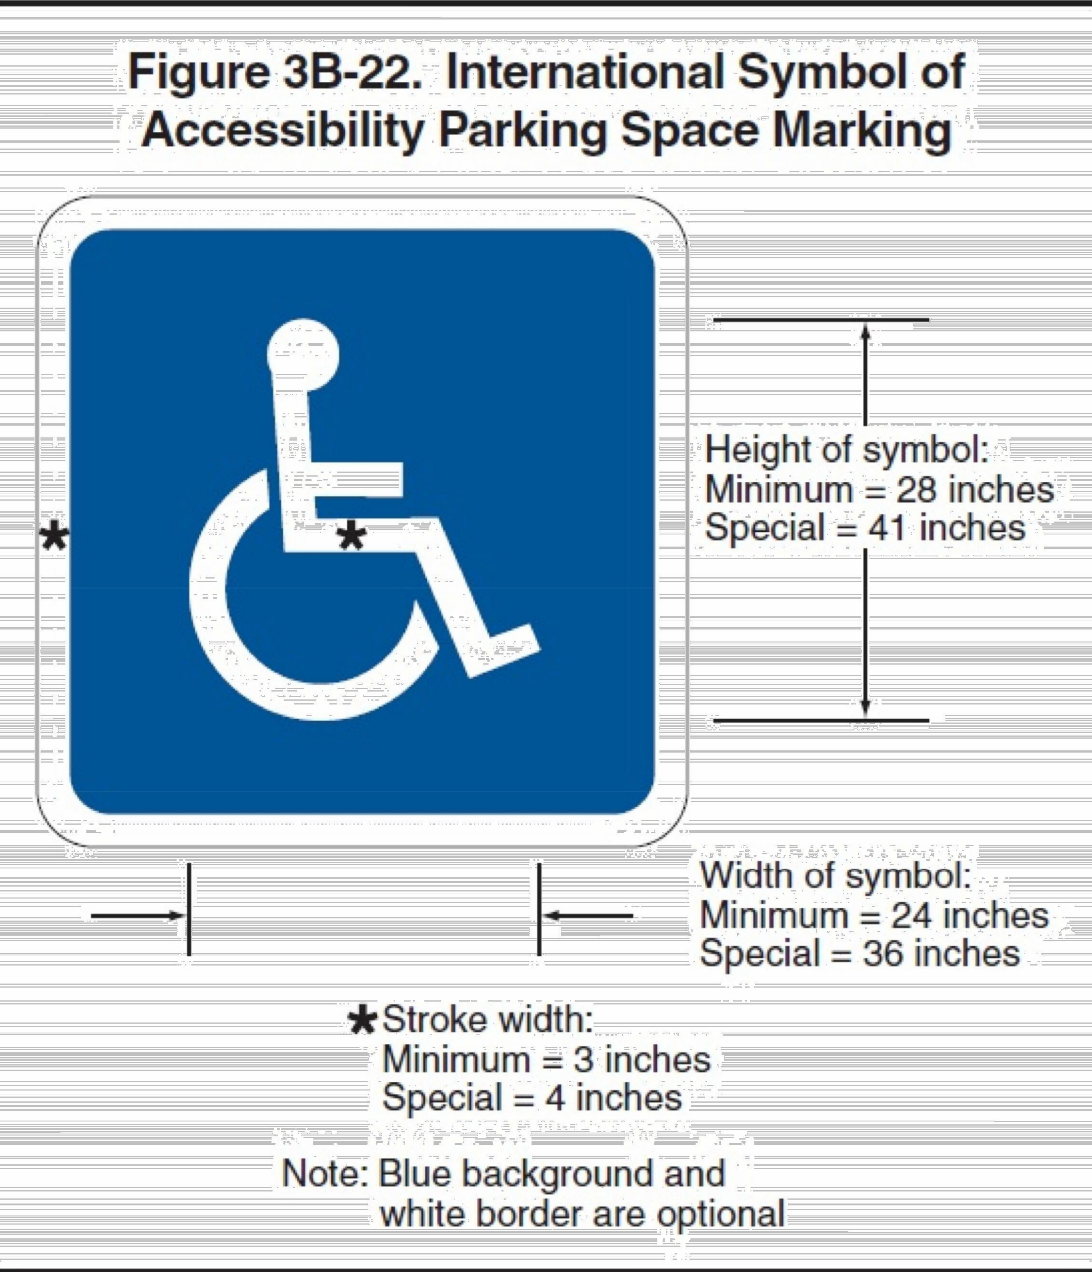 Figure 3B-22. International Symbol of
Accessibility Parking Space Marking
Height of symbol:
Minimum = 28 inches
Special = 41 inches
*
*
Width of symbol:
Minimum = 24 inches
Special = 36 inches
*Stroke width:
Minimum = 3 inches
Special = 4 inches
Note: Blue background and
white border are optional